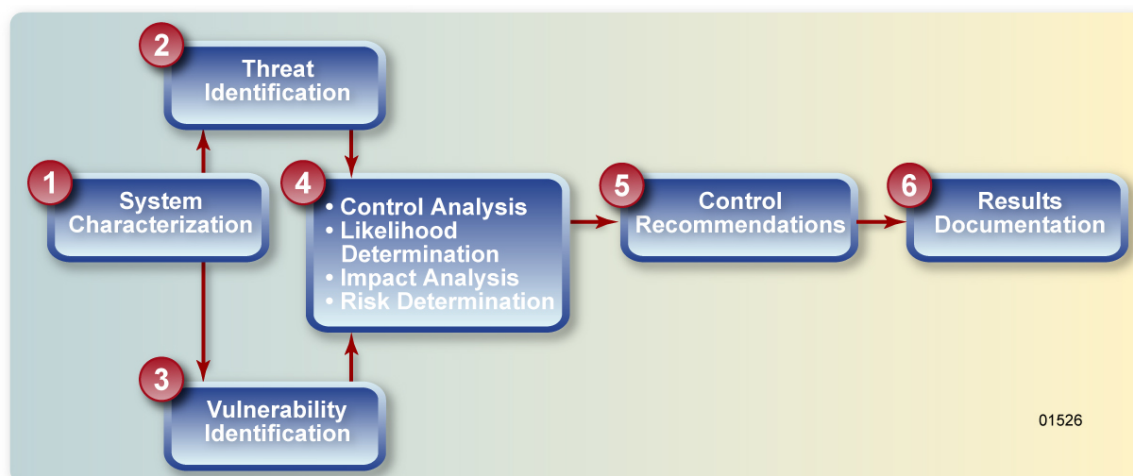 1
System
Characterization
2
Threat
Identification
3
Vulnerability
Identification
4
• Control Analysis
• Likelihood
Determination
• Impact Analysis
• Risk Determination
5
Control
Recommendations
6
Results
Documentation
01526